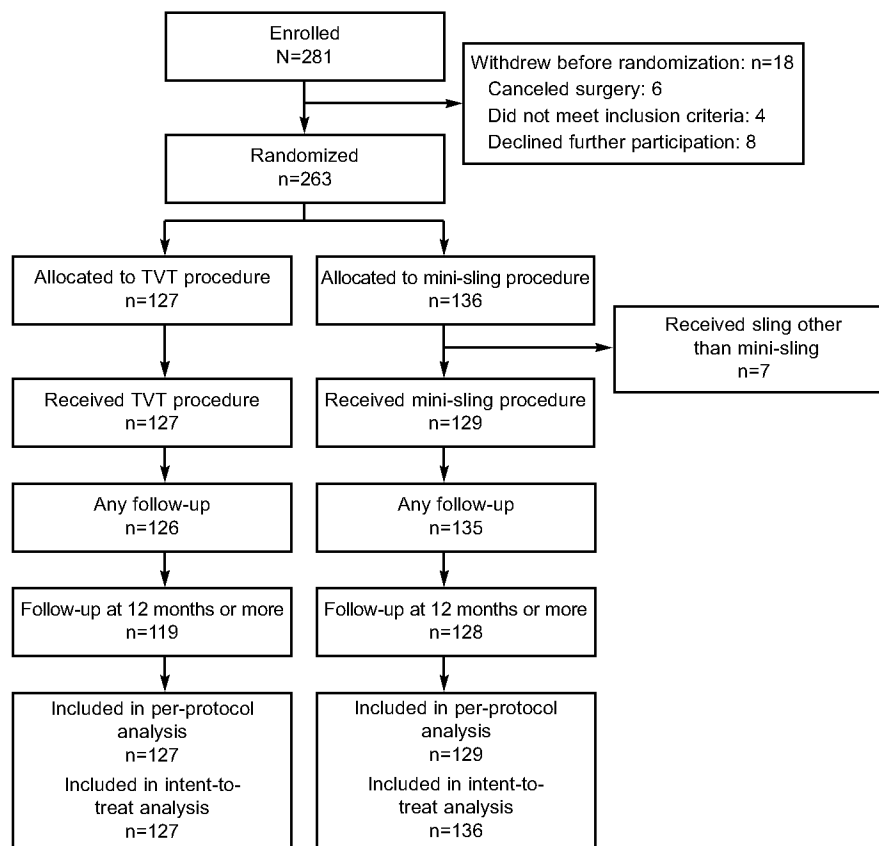 Enrolled
N=281
Withdrew before randomization: n=18
Canceled surgery: 6
Did not meet inclusion criteria: 4
Declined further participation: 8
Randomized
n=263
Allocated to TVT procedure
n=127
Allocated to mini-sling procedure
n=136
Received sling other
than mini-sling
n=7
Received TVT procedure
n=127
Received mini-sling procedure
n=129
Any follow-up
n=126
Any follow-up
n=135
Follow-up at 12 months or more
n=119
Follow-up at 12 months or more
n=128
Included in per-protocol
analysis
n=127
Included in intent-to-
treat analysis
n=127
Included in per-protocol
analysis
n=129
Included in intent-to-
treat analysis
n=136